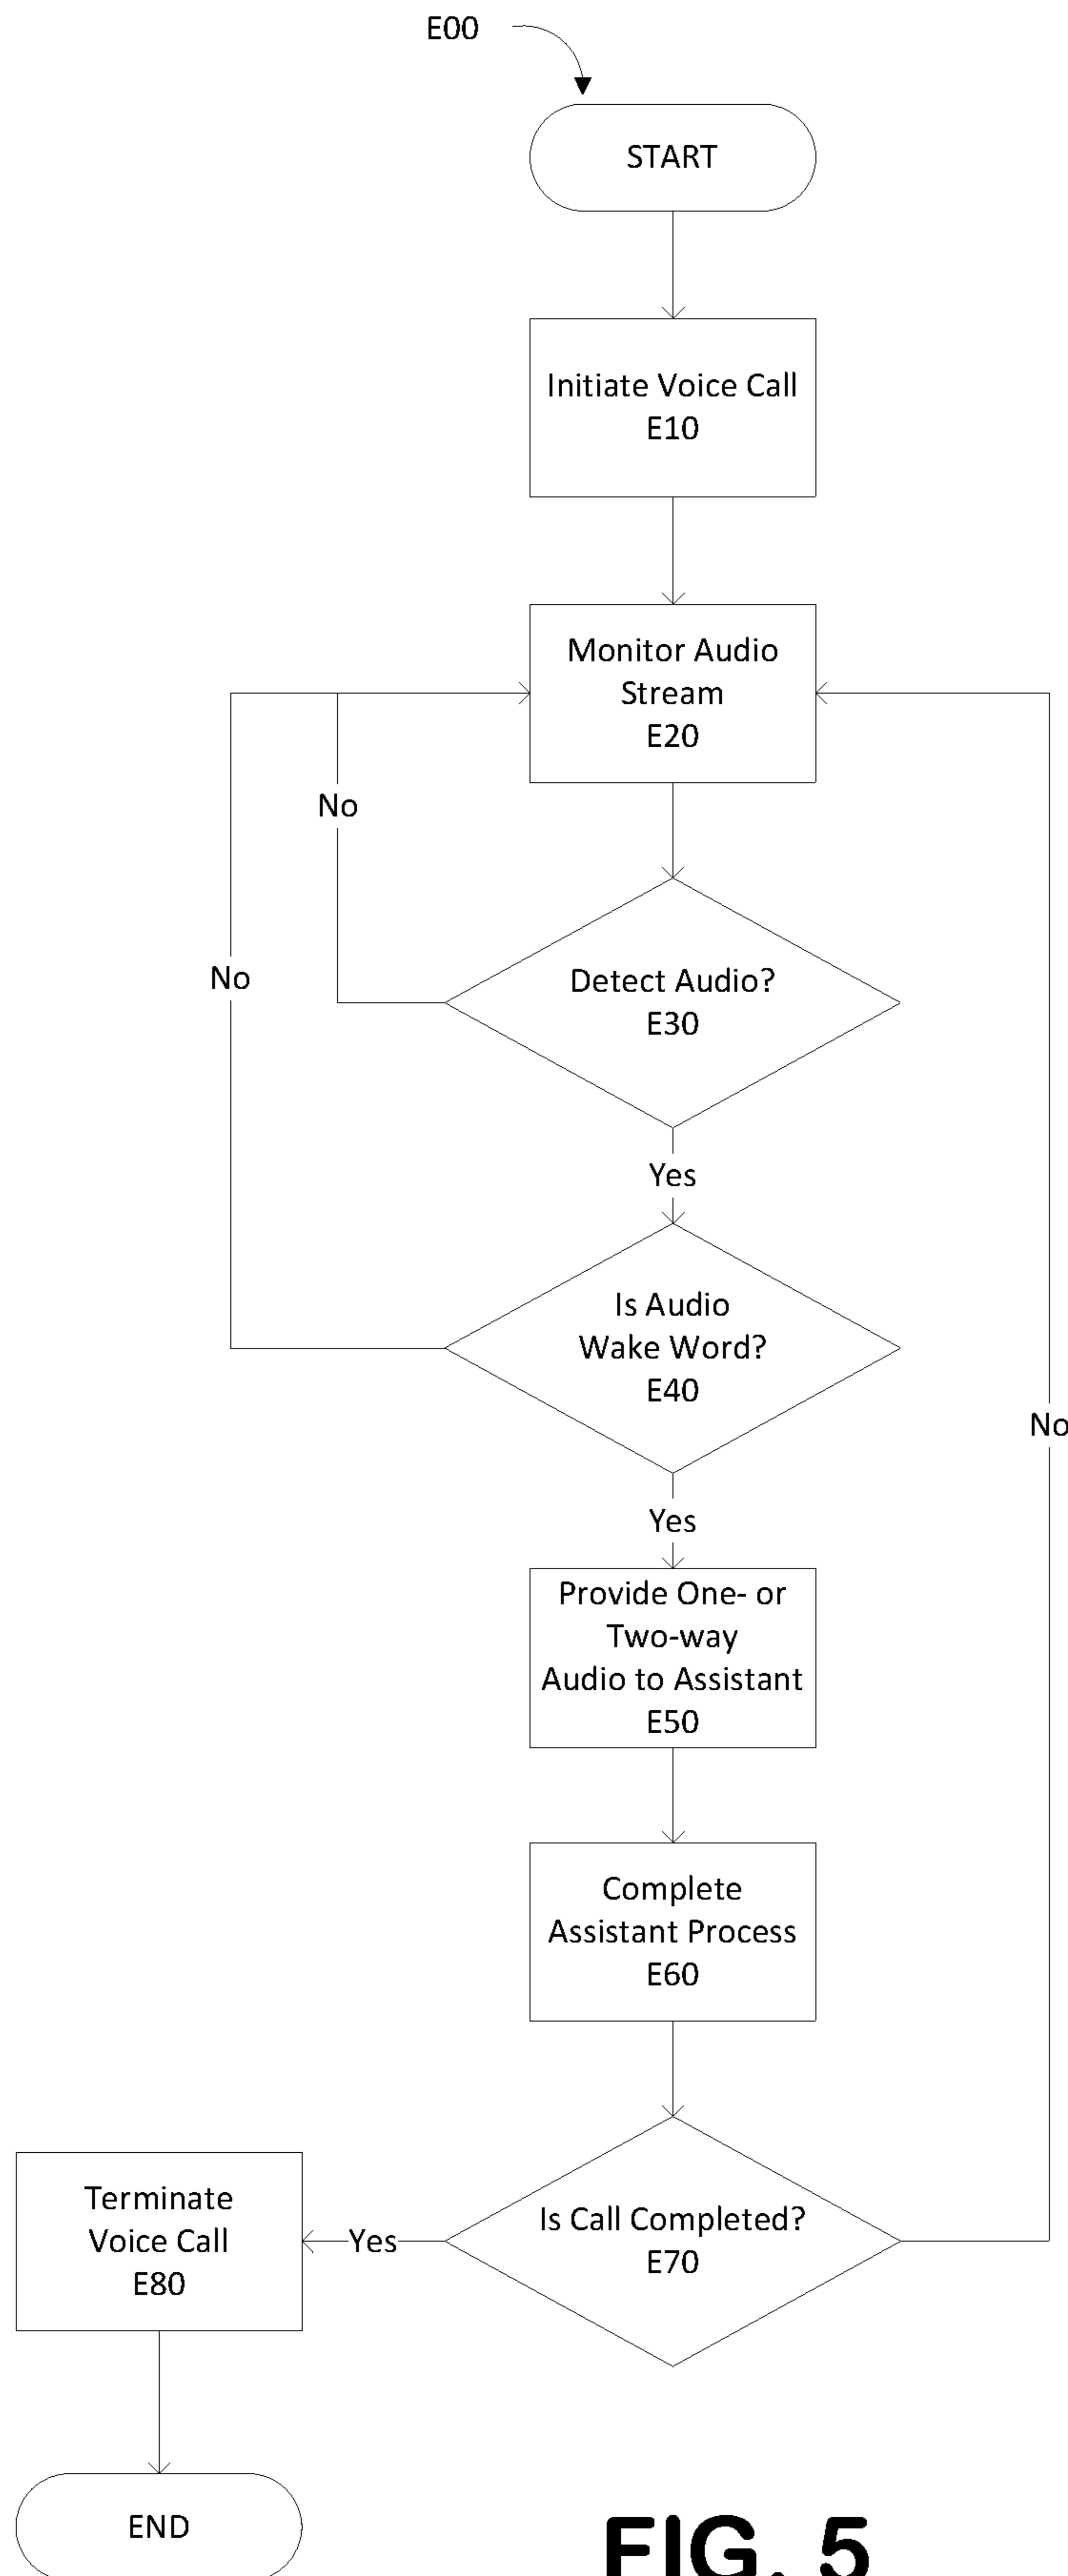 E00
START
Initiate Voice Call
E10
Monitor Audio
Stream
E20
No
Detect Audio?
E30
No
Yes
Is Audio
Wake Word?
E40
No
Yes
Provide One- or
Two-way
Audio to Assistant
E50
Complete
Assistant Process
E60
Is Call Completed?
E70
Yes
Terminate
Voice Call
E80
END
FIG. 5